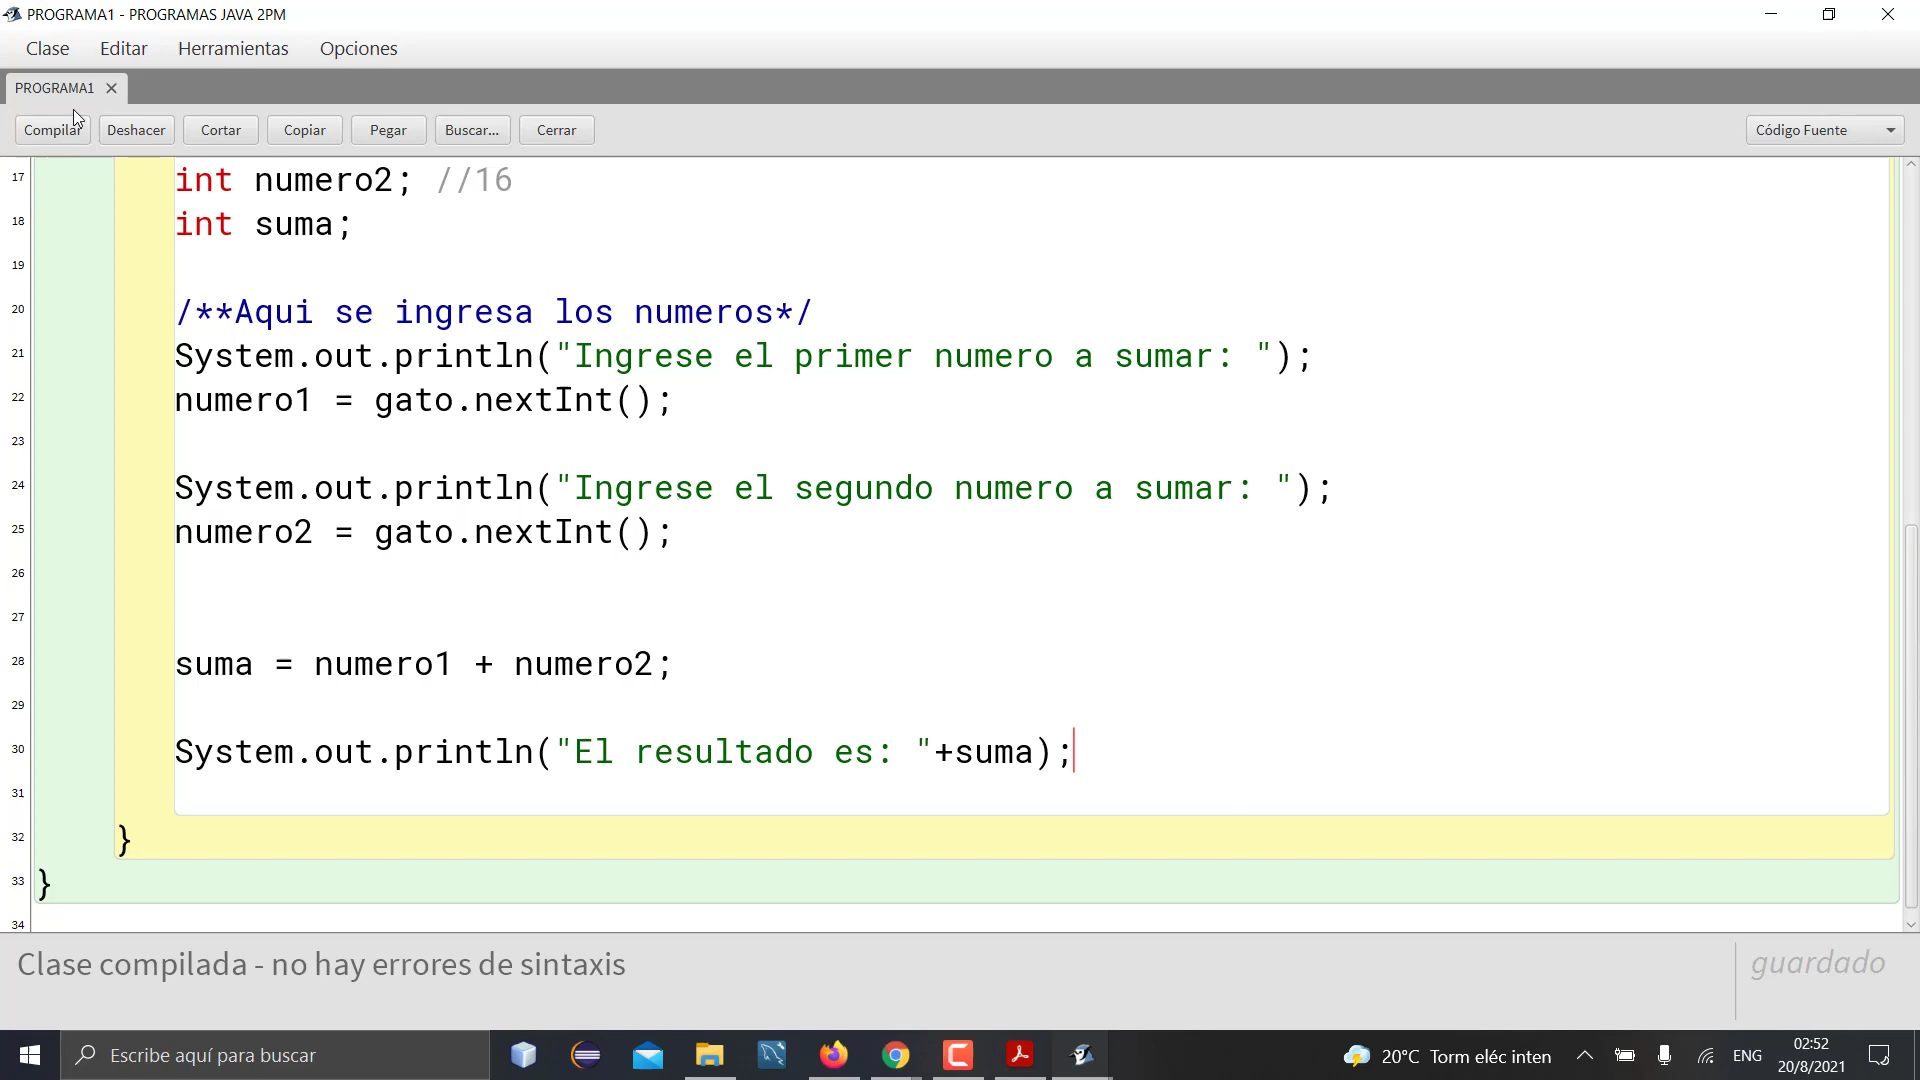 PROGRAMA1 - PROGRAMAS JAVA 2PM
Clase Editar Herramientas Opciones
PROGRAMA1
Compilar Deshacer Cortar Copiar Pegar Buscar... Cerrar Código Fuente
17 int numero2; //16
18 int suma;
19
20 /**Aqui se ingresa los numeros*/
21 System.out.println("Ingrese el primer numero a sumar: ");
22 numero1 = gato.nextInt();
23
24 System.out.println("Ingrese el segundo numero a sumar: ");
25 numero2 = gato.nextInt();
26
27
28 suma = numero1 + numero2;
29
30 System.out.println("El resultado es: "+suma);
31
32 }
33 }
34
Clase compilada - no hay errores de sintaxis guardado
Escribe aquí para buscar 20°C Torm eléc inten ENG 02:52
20/8/2021